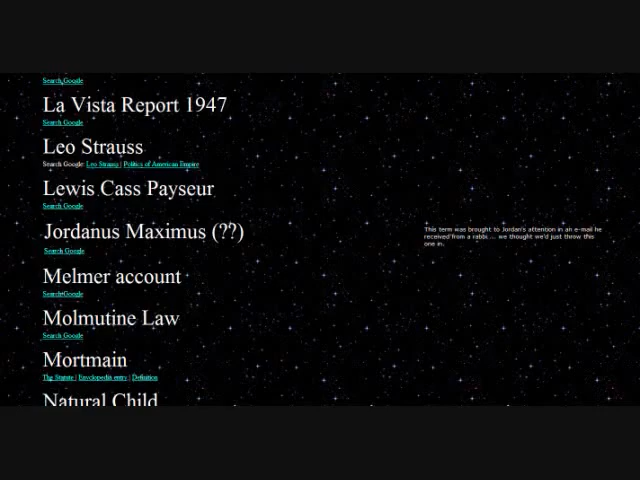 Search Google
La Vista Report 1947
Search Google
Leo Strauss
Search Google: Leo Strauss | Politics of American Empire
Lewis Cass Payseur
Search Google
Jordanus Maximus (??)
Search Google
This term was brought to Jordan's attention in an e-mail he
received from a rabbi ... we thought we'd just throw this
one in.
Melmer account
Search Google
Molmutine Law
Search Google
Mortmain
The Statute | Encyclopedia entry | Definition
Natural Child